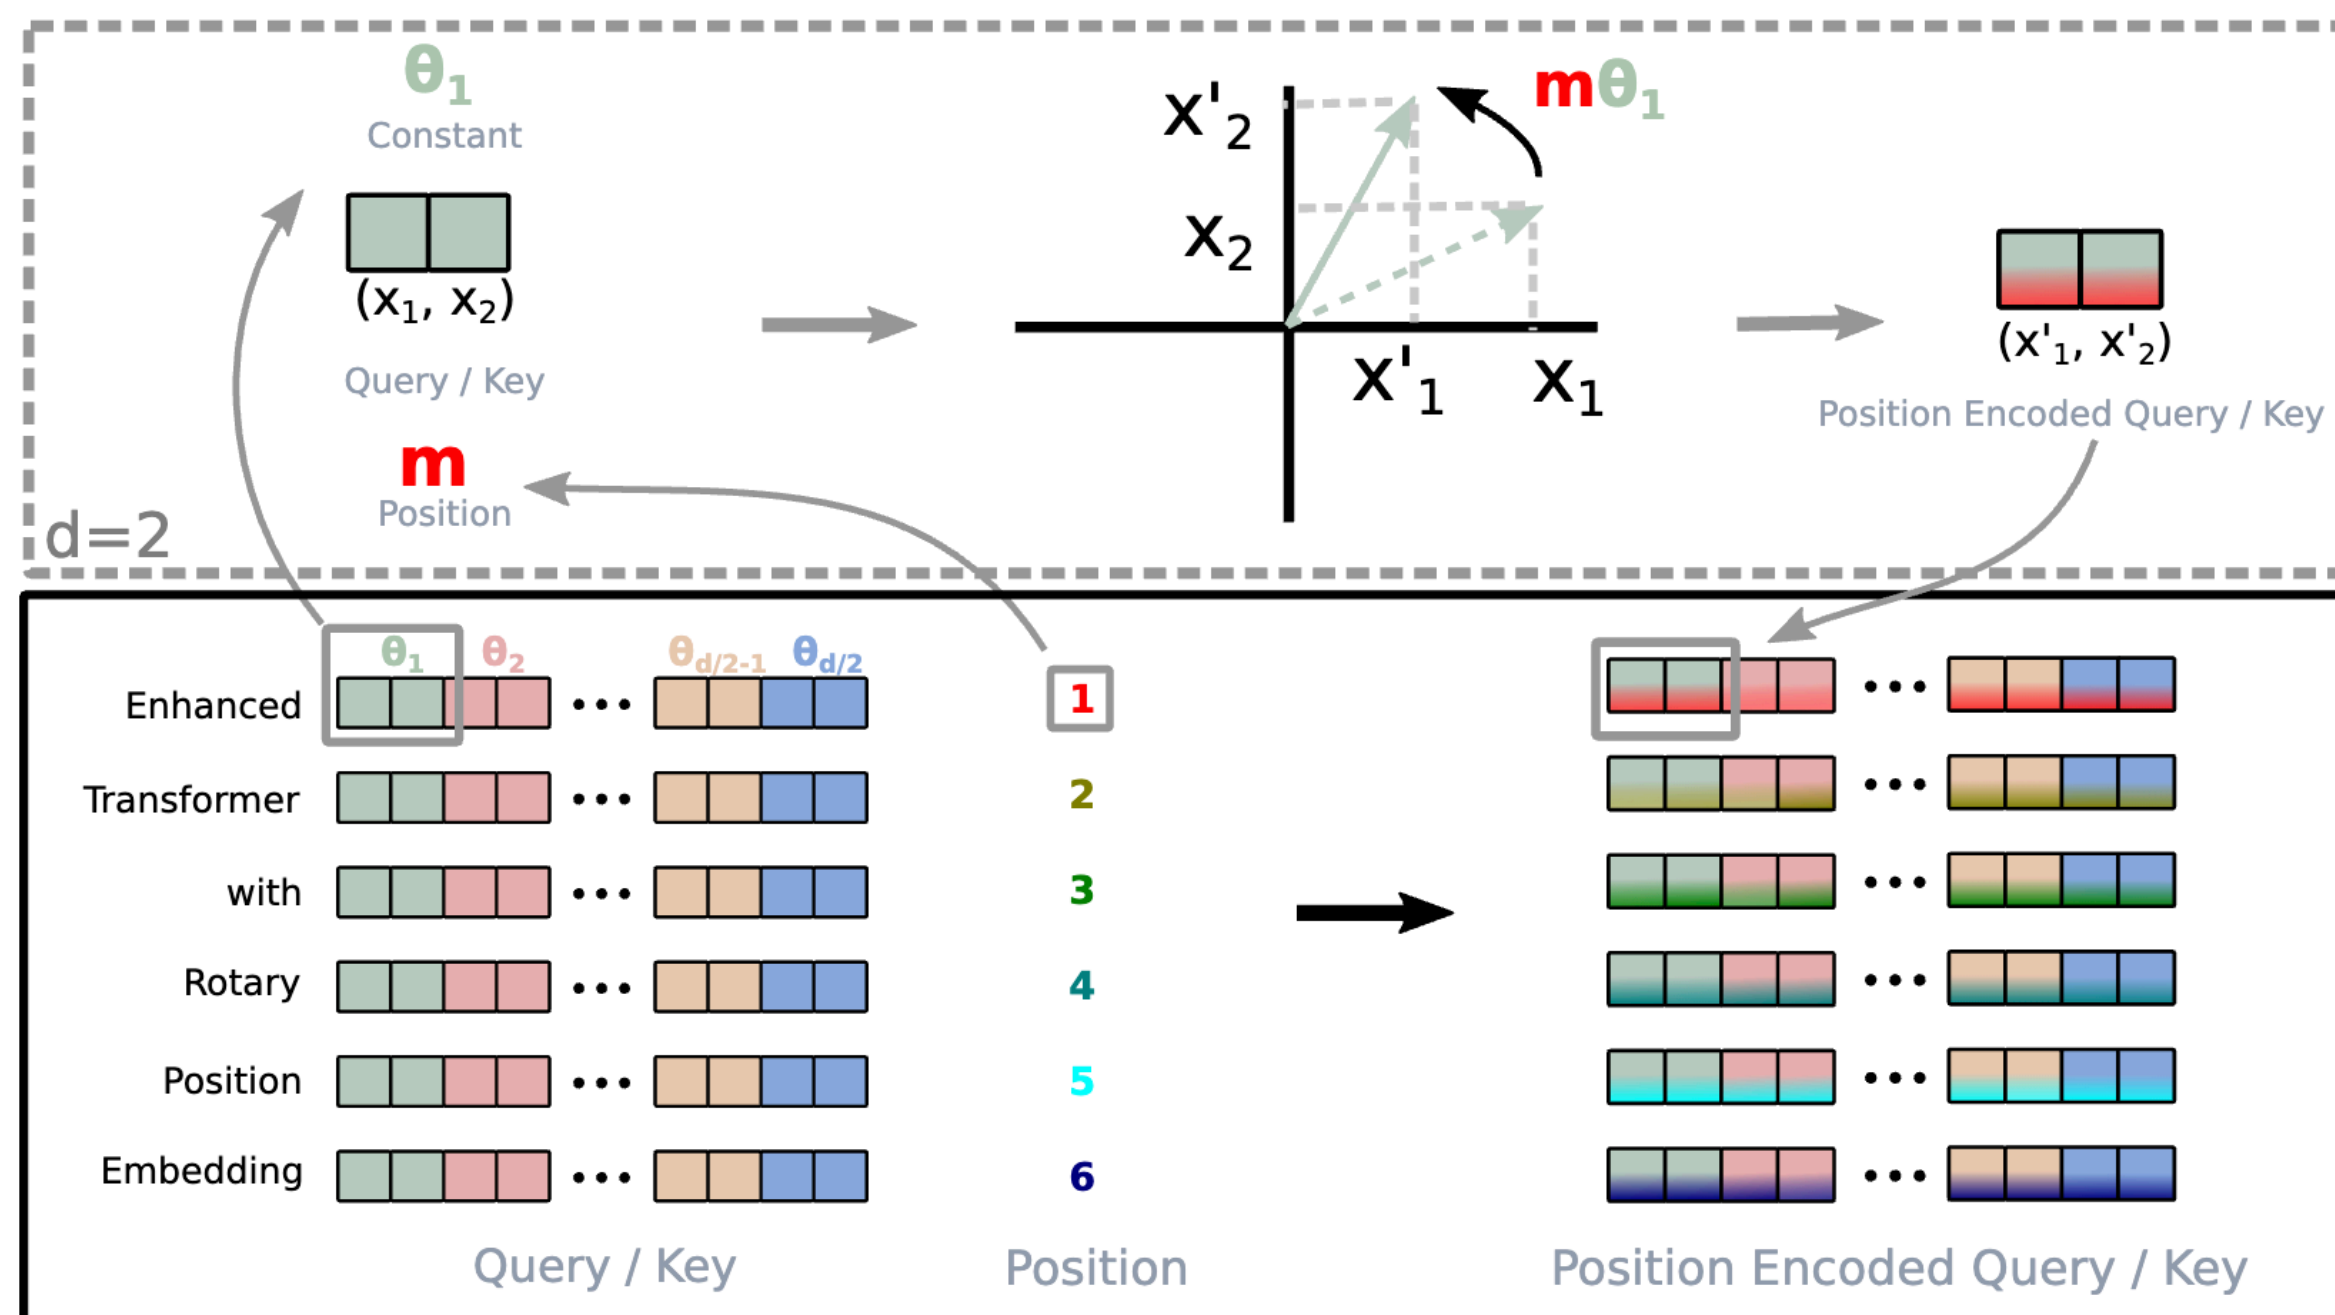 θ1
Constant
(x1, x2)
Query / Key
m
Position
d=2
x'2
mθ1
x2
x'1 x1
(x'1, x'2)
Position Encoded Query / Key
θ1 θ2 θd/2-1 θd/2
Enhanced 1
Transformer 2
with 3
Rotary 4
Position 5
Embedding 6
Query / Key Position Position Encoded Query / Key